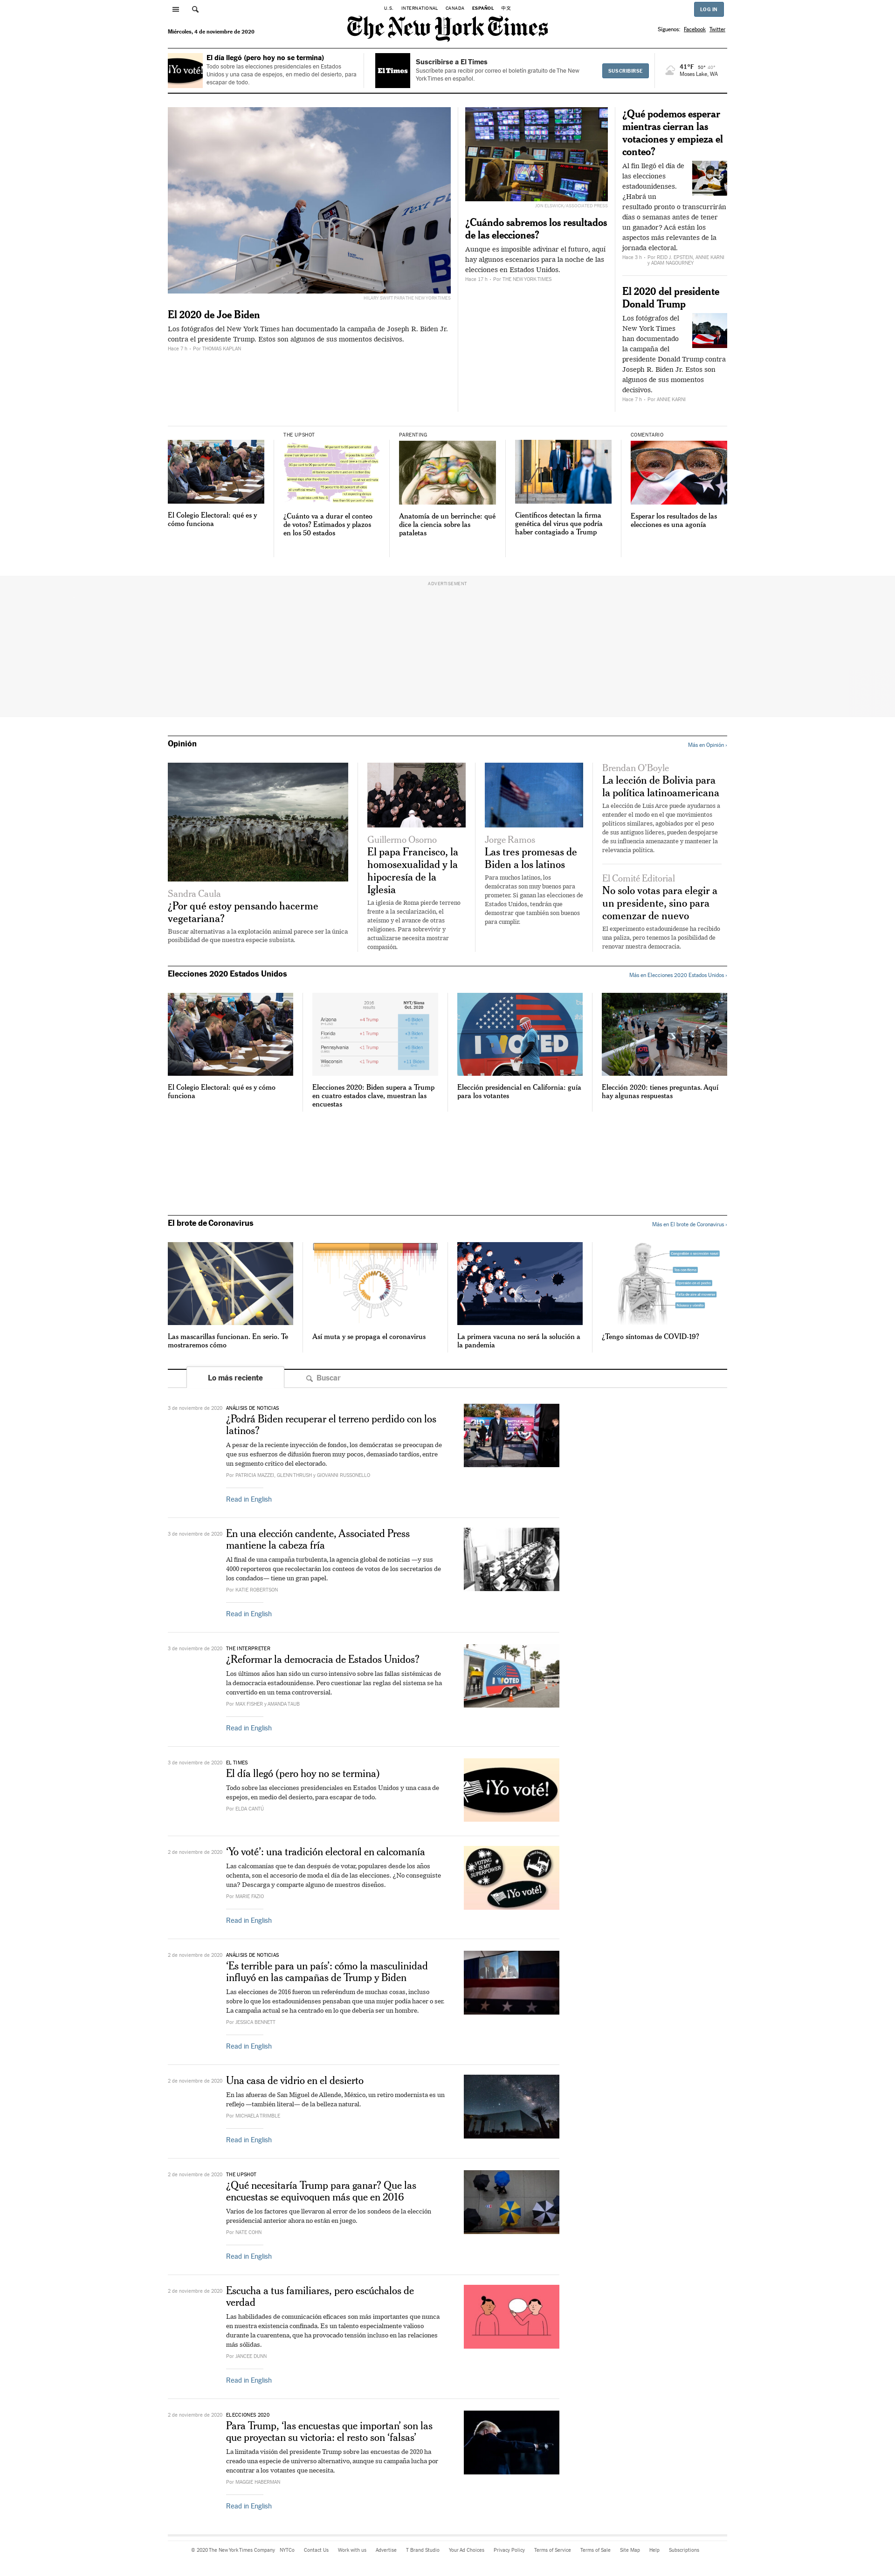 U.S. INTERNATIONAL CANADA ESPAÑOL 中文
LOG IN
The New York Times
Miércoles, 4 de noviembre de 2020
Síguenos: Facebook Twitter
¡Yo voté!
El día llegó (pero hoy no se termina)
Todo sobre las elecciones presidenciales en Estados
Unidos y una casa de espejos, en medio del desierto, para
escapar de todo.
El Times
Suscribirse a El Times
Suscríbete para recibir por correo el boletín gratuito de The New
York Times en español.
SUSCRIBIRSE
41°F 50° 40°
Moses Lake, WA
HILARY SWIFT PARA THE NEW YORK TIMES
El 2020 de Joe Biden
Los fotógrafos del New York Times han documentado la campaña de Joseph R. Biden Jr.
contra el presidente Trump. Estos son algunos de sus momentos decisivos.
Hace 7 h – Por THOMAS KAPLAN
JON ELSWICK/ASSOCIATED PRESS
¿Cuándo sabremos los resultados
de las elecciones?
Aunque es imposible adivinar el futuro, aquí
hay algunos escenarios para la noche de las
elecciones en Estados Unidos.
Hace 17 h – Por THE NEW YORK TIMES
¿Qué podemos esperar
mientras cierran las
votaciones y empieza el
conteo?
Al fin llegó el día de
las elecciones
estadounidenses.
¿Habrá un
resultado pronto o transcurrirán
días o semanas antes de tener
un ganador? Acá están los
aspectos más relevantes de la
jornada electoral.
Hace 3 h – Por REID J. EPSTEIN, ANNIE KARNI
y ADAM NAGOURNEY
El 2020 del presidente
Donald Trump
Los fotógrafos del
New York Times
han documentado
la campaña del
presidente Donald Trump contra
Joseph R. Biden Jr. Estos son
algunos de sus momentos
decisivos.
Hace 7 h – Por ANNIE KARNI
El Colegio Electoral: qué es y
cómo funciona
THE UPSHOT
¿Cuánto va a durar el conteo
de votos? Estimados y plazos
en los 50 estados
PARENTING
Anatomía de un berrinche: qué
dice la ciencia sobre las
pataletas
Científicos detectan la firma
genética del virus que podría
haber contagiado a Trump
COMENTARIO
Esperar los resultados de las
elecciones es una agonía
ADVERTISEMENT
Opinión
Más en Opinión ›
Sandra Caula
¿Por qué estoy pensando hacerme
vegetariana?
Buscar alternativas a la explotación animal parece ser la única
posibilidad de que nuestra especie subsista.
Guillermo Osorno
El papa Francisco, la
homosexualidad y la
hipocresía de la
Iglesia
La iglesia de Roma pierde terreno
frente a la secularización, el
ateísmo y el avance de otras
religiones. Para sobrevivir y
actualizarse necesita mostrar
compasión.
Jorge Ramos
Las tres promesas de
Biden a los latinos
Para muchos latinos, los
demócratas son muy buenos para
prometer. Si ganan las elecciones de
Estados Unidos, tendrán que
demostrar que también son buenos
para cumplir.
Brendan O'Boyle
La lección de Bolivia para
la política latinoamericana
La elección de Luis Arce puede ayudarnos a
entender el modo en el que movimientos
políticos similares, agobiados por el peso
de sus antiguos líderes, pueden despojarse
de su influencia amenazante y mantener la
relevancia política.
El Comité Editorial
No solo votas para elegir a
un presidente, sino para
comenzar de nuevo
El experimento estadounidense ha recibido
una paliza, pero tenemos la posibilidad de
renovar nuestra democracia.
Elecciones 2020 Estados Unidos
Más en Elecciones 2020 Estados Unidos ›
I VOTED
El Colegio Electoral: qué es y cómo
funciona
2016 NYT/Siena
results Oct. 2020
Arizona +4 Trump +6 Biden
Florida +1 Trump +3 Biden
Pennsylvania +1 Trump +6 Biden
Wisconsin +1 Trump +11 Biden
Elecciones 2020: Biden supera a Trump
en cuatro estados clave, muestran las
encuestas
Elección presidencial en California: guía
para los votantes
Elección 2020: tienes preguntas. Aquí
hay algunas respuestas
El brote de Coronavirus
Más en El brote de Coronavirus ›
Las mascarillas funcionan. En serio. Te
mostraremos cómo
Así muta y se propaga el coronavirus
La primera vacuna no será la solución a
la pandemia
¿Tengo síntomas de COVID-19?
Lo más reciente
Buscar
3 de noviembre de 2020
ANÁLISIS DE NOTICIAS
¿Podrá Biden recuperar el terreno perdido con los
latinos?
A pesar de la reciente inyección de fondos, los demócratas se preocupan de
que sus esfuerzos de difusión fueron muy pocos, demasiado tardíos, entre
un segmento crítico del electorado.
Por PATRICIA MAZZEI, GLENN THRUSH y GIOVANNI RUSSONELLO
Read in English
3 de noviembre de 2020
En una elección candente, Associated Press
mantiene la cabeza fría
Al final de una campaña turbulenta, la agencia global de noticias —y sus
4000 reporteros que recolectarán los conteos de votos de los secretarios de
los condados— tiene un gran papel.
Por KATIE ROBERTSON
Read in English
3 de noviembre de 2020
THE INTERPRETER
¿Reformar la democracia de Estados Unidos?
Los últimos años han sido un curso intensivo sobre las fallas sistémicas de
la democracia estadounidense. Pero cuestionar las reglas del sistema se ha
convertido en un tema controversial.
Por MAX FISHER y AMANDA TAUB
Read in English
I VOTED
3 de noviembre de 2020
EL TIMES
El día llegó (pero hoy no se termina)
Todo sobre las elecciones presidenciales en Estados Unidos y una casa de
espejos, en medio del desierto, para escapar de todo.
Por ELDA CANTÚ
¡Yo voté!
2 de noviembre de 2020
‘Yo voté’: una tradición electoral en calcomanía
Las calcomanías que te dan después de votar, populares desde los años
ochenta, son el accesorio de moda el día de las elecciones. ¿No conseguiste
una? Descarga y comparte alguno de nuestros diseños.
Por MARIE FAZIO
Read in English
VOTING IS MY SUPERPOWER
¡Yo voté!
2 de noviembre de 2020
ANÁLISIS DE NOTICIAS
‘Es terrible para un país’: cómo la masculinidad
influyó en las campañas de Trump y Biden
Las elecciones de 2016 fueron un referéndum de muchas cosas, incluso
sobre lo que los estadounidenses pensaban que una mujer podía hacer o ser.
La campaña actual se ha centrado en lo que debería ser un hombre.
Por JESSICA BENNETT
Read in English
2 de noviembre de 2020
Una casa de vidrio en el desierto
En las afueras de San Miguel de Allende, México, un retiro modernista es un
reflejo —también literal— de la belleza natural.
Por MICHAELA TRIMBLE
Read in English
2 de noviembre de 2020
THE UPSHOT
¿Qué necesitaría Trump para ganar? Que las
encuestas se equivoquen más que en 2016
Varios de los factores que llevaron al error de los sondeos de la elección
presidencial anterior ahora no están en juego.
Por NATE COHN
Read in English
2 de noviembre de 2020
Escucha a tus familiares, pero escúchalos de
verdad
Las habilidades de comunicación eficaces son más importantes que nunca
en nuestra existencia confinada. Es un talento especialmente valioso
durante la cuarentena, que ha provocado tensión incluso en las relaciones
más sólidas.
Por JANCEE DUNN
Read in English
2 de noviembre de 2020
ELECCIONES 2020
Para Trump, ‘las encuestas que importan’ son las
que proyectan su victoria: el resto son ‘falsas’
La limitada visión del presidente Trump sobre las encuestas de 2020 ha
creado una especie de universo alternativo, aunque su campaña lucha por
encontrar a los votantes que necesita.
Por MAGGIE HABERMAN
Read in English
© 2020 The New York Times Company NYTCo Contact Us Work with us Advertise T Brand Studio Your Ad Choices Privacy Policy Terms of Service Terms of Sale Site Map Help Subscriptions